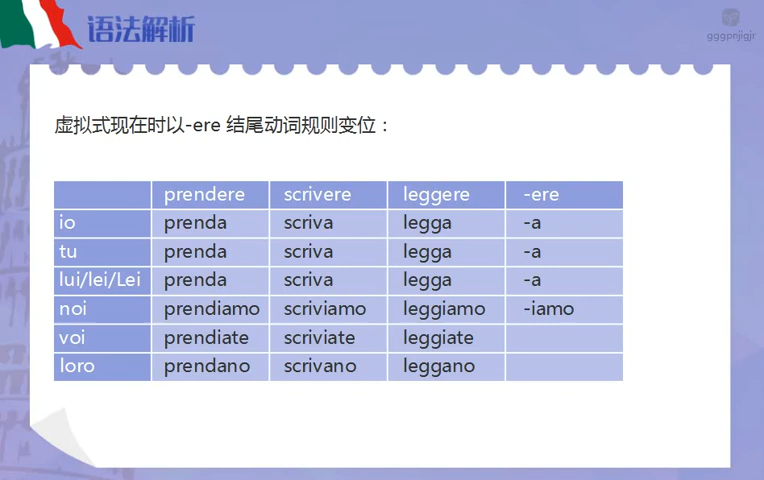 语法解析
gggpnjigjr
虚拟式现在时以-ere 结尾动词规则变位：
prendere scrivere leggere -ere
io prenda scriva legga -a
tu prenda scriva legga -a
lui/lei/Lei prenda scriva legga -a
noi prendiamo scriviamo leggiamo -iamo
voi prendiate scriviate leggiate
loro prendano scrivano leggano